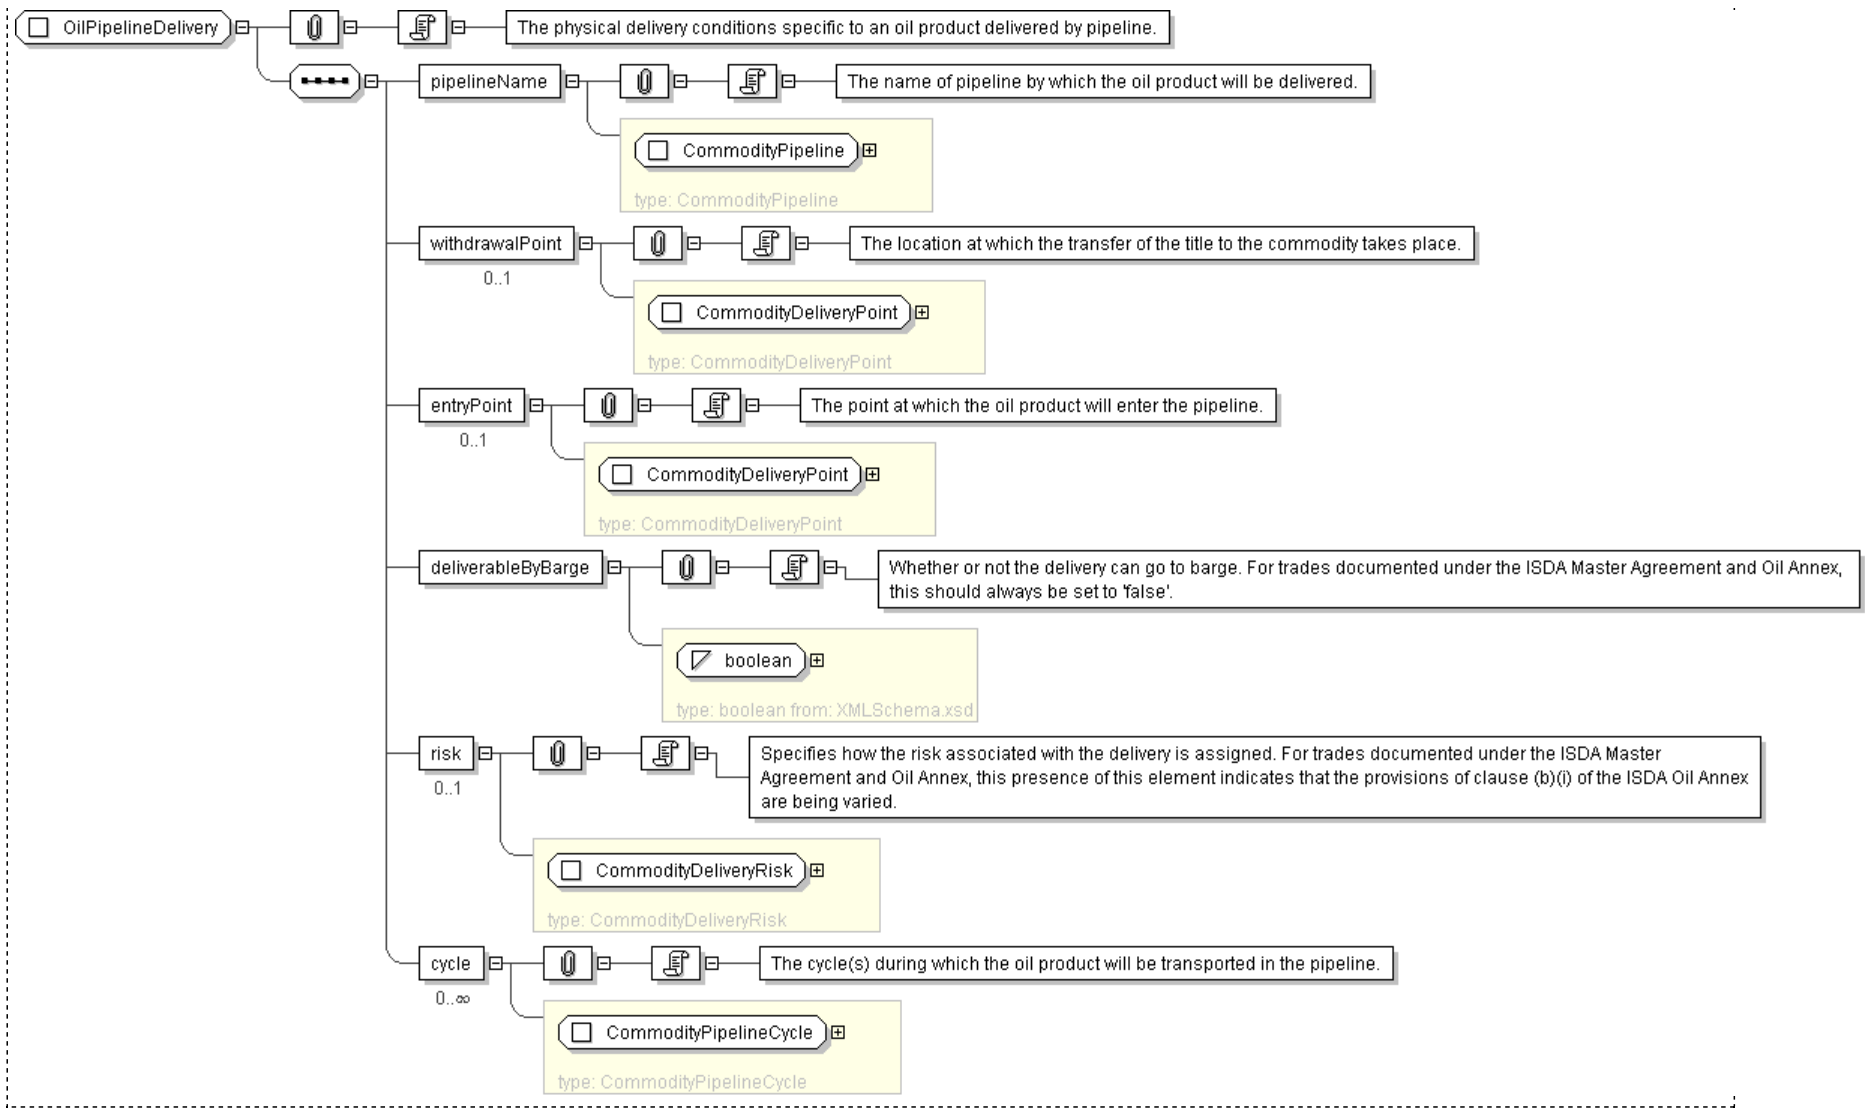 OilPipelineDelivery
The physical delivery conditions specific to an oil product delivered by pipeline.
pipelineName
The name of pipeline by which the oil product will be delivered.
CommodityPipeline
type: CommodityPipeline
withdrawalPoint
The location at which the transfer of the title to the commodity takes place.
0..1
CommodityDeliveryPoint
type: CommodityDeliveryPoint
entryPoint
The point at which the oil product will enter the pipeline.
0..1
CommodityDeliveryPoint
type: CommodityDeliveryPoint
deliverableByBarge
Whether or not the delivery can go to barge. For trades documented under the ISDA Master Agreement and Oil Annex,
this should always be set to 'false'.
boolean
type: boolean from: XMLSchema.xsd
risk
Specifies how the risk associated with the delivery is assigned. For trades documented under the ISDA Master
Agreement and Oil Annex, this presence of this element indicates that the provisions of clause (b)(i) of the ISDA Oil Annex
are being varied.
0..1
CommodityDeliveryRisk
type: CommodityDeliveryRisk
cycle
The cycle(s) during which the oil product will be transported in the pipeline.
0..∞
CommodityPipelineCycle
type: CommodityPipelineCycle